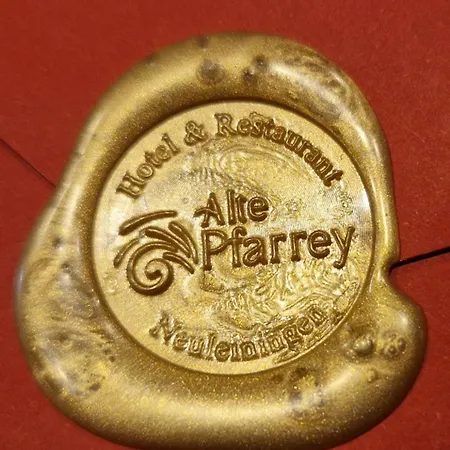 Hotel & Restaurant
Alte
Pfarrey
Neuleiningen